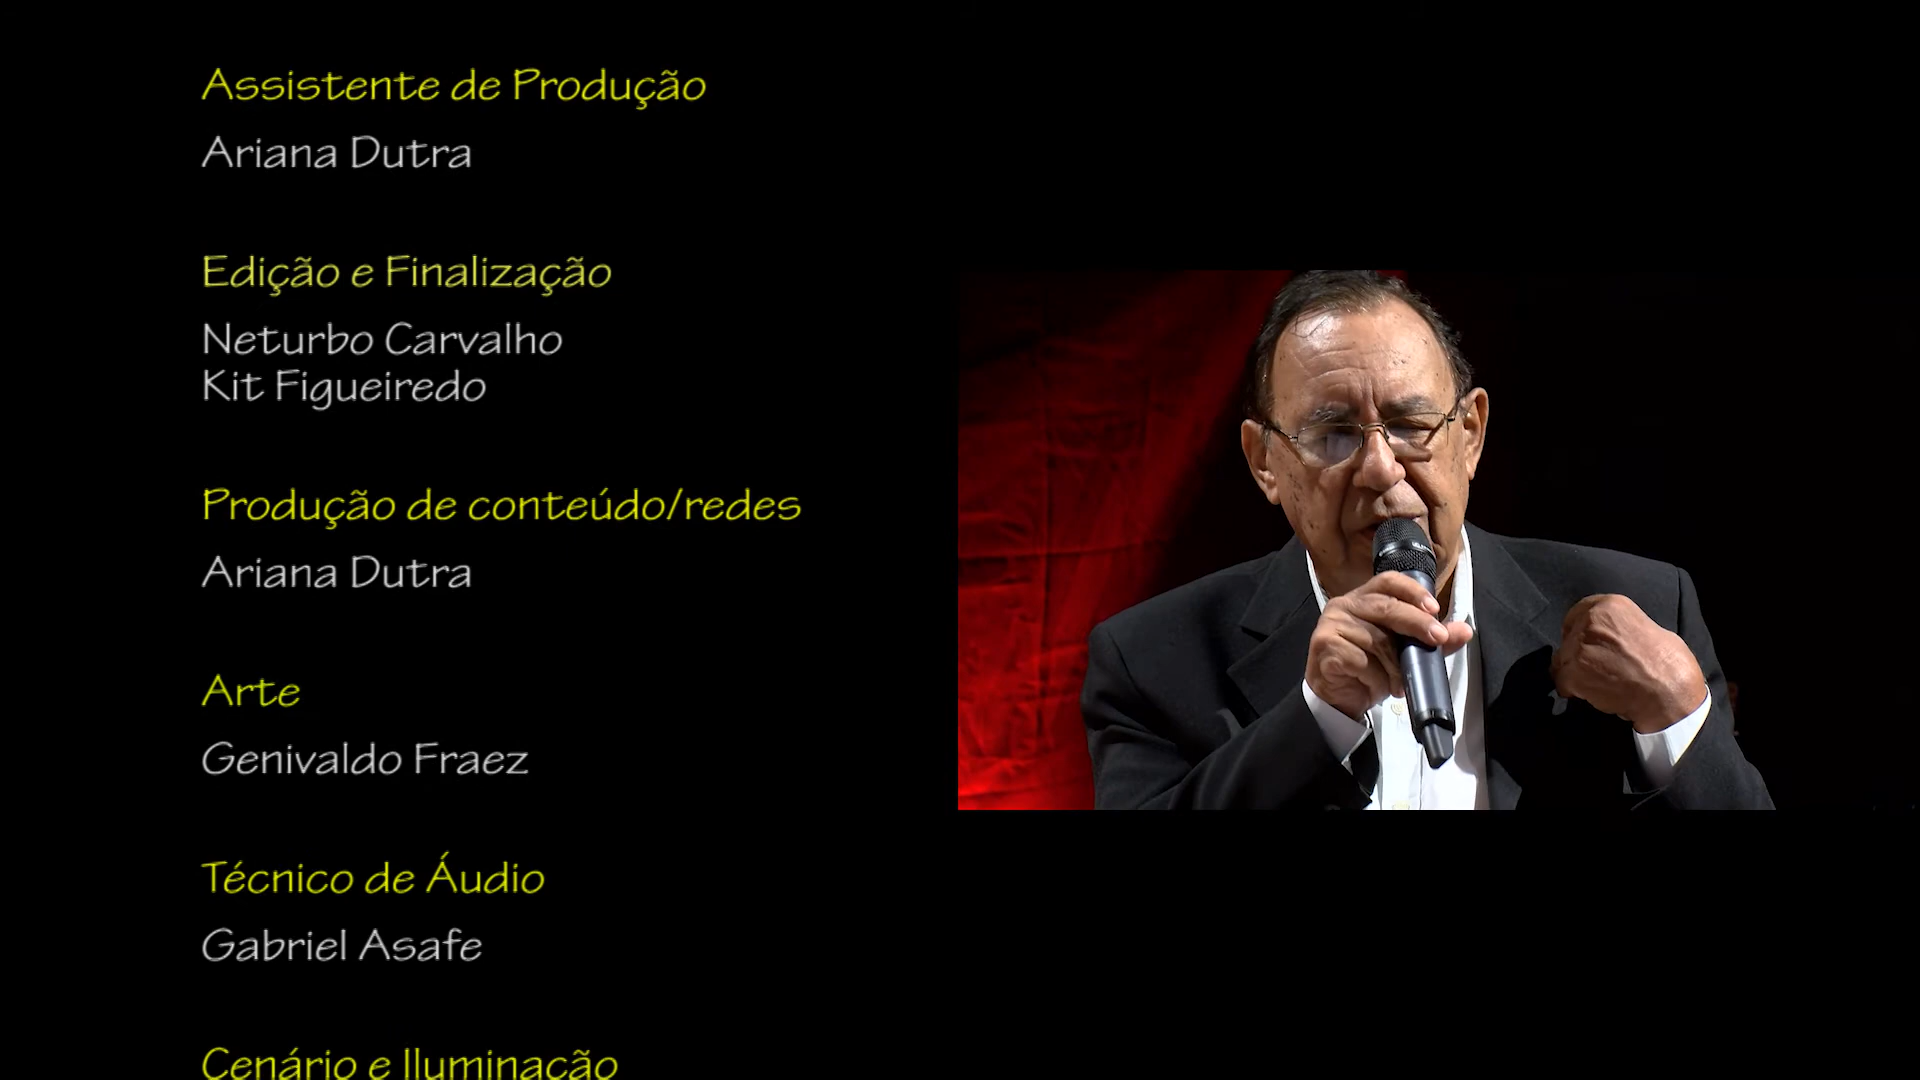 Assistente de Produção
Ariana Dutra
Edição e Finalização
Neturbo Carvalho
Kit Figueiredo
Produção de conteúdo/redes
Ariana Dutra
Arte
Genivaldo Fraez
Técnico de Áudio
Gabriel Asafe
Cenário e Iluminação